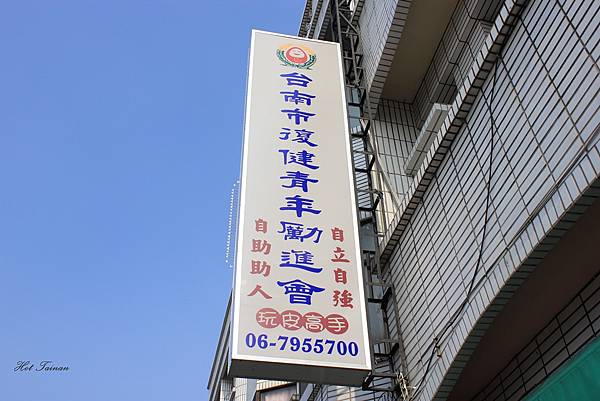 台南市復健青年勵進會
自立自強
自助助人
玩皮高手
06-7955700
Hot Tainan